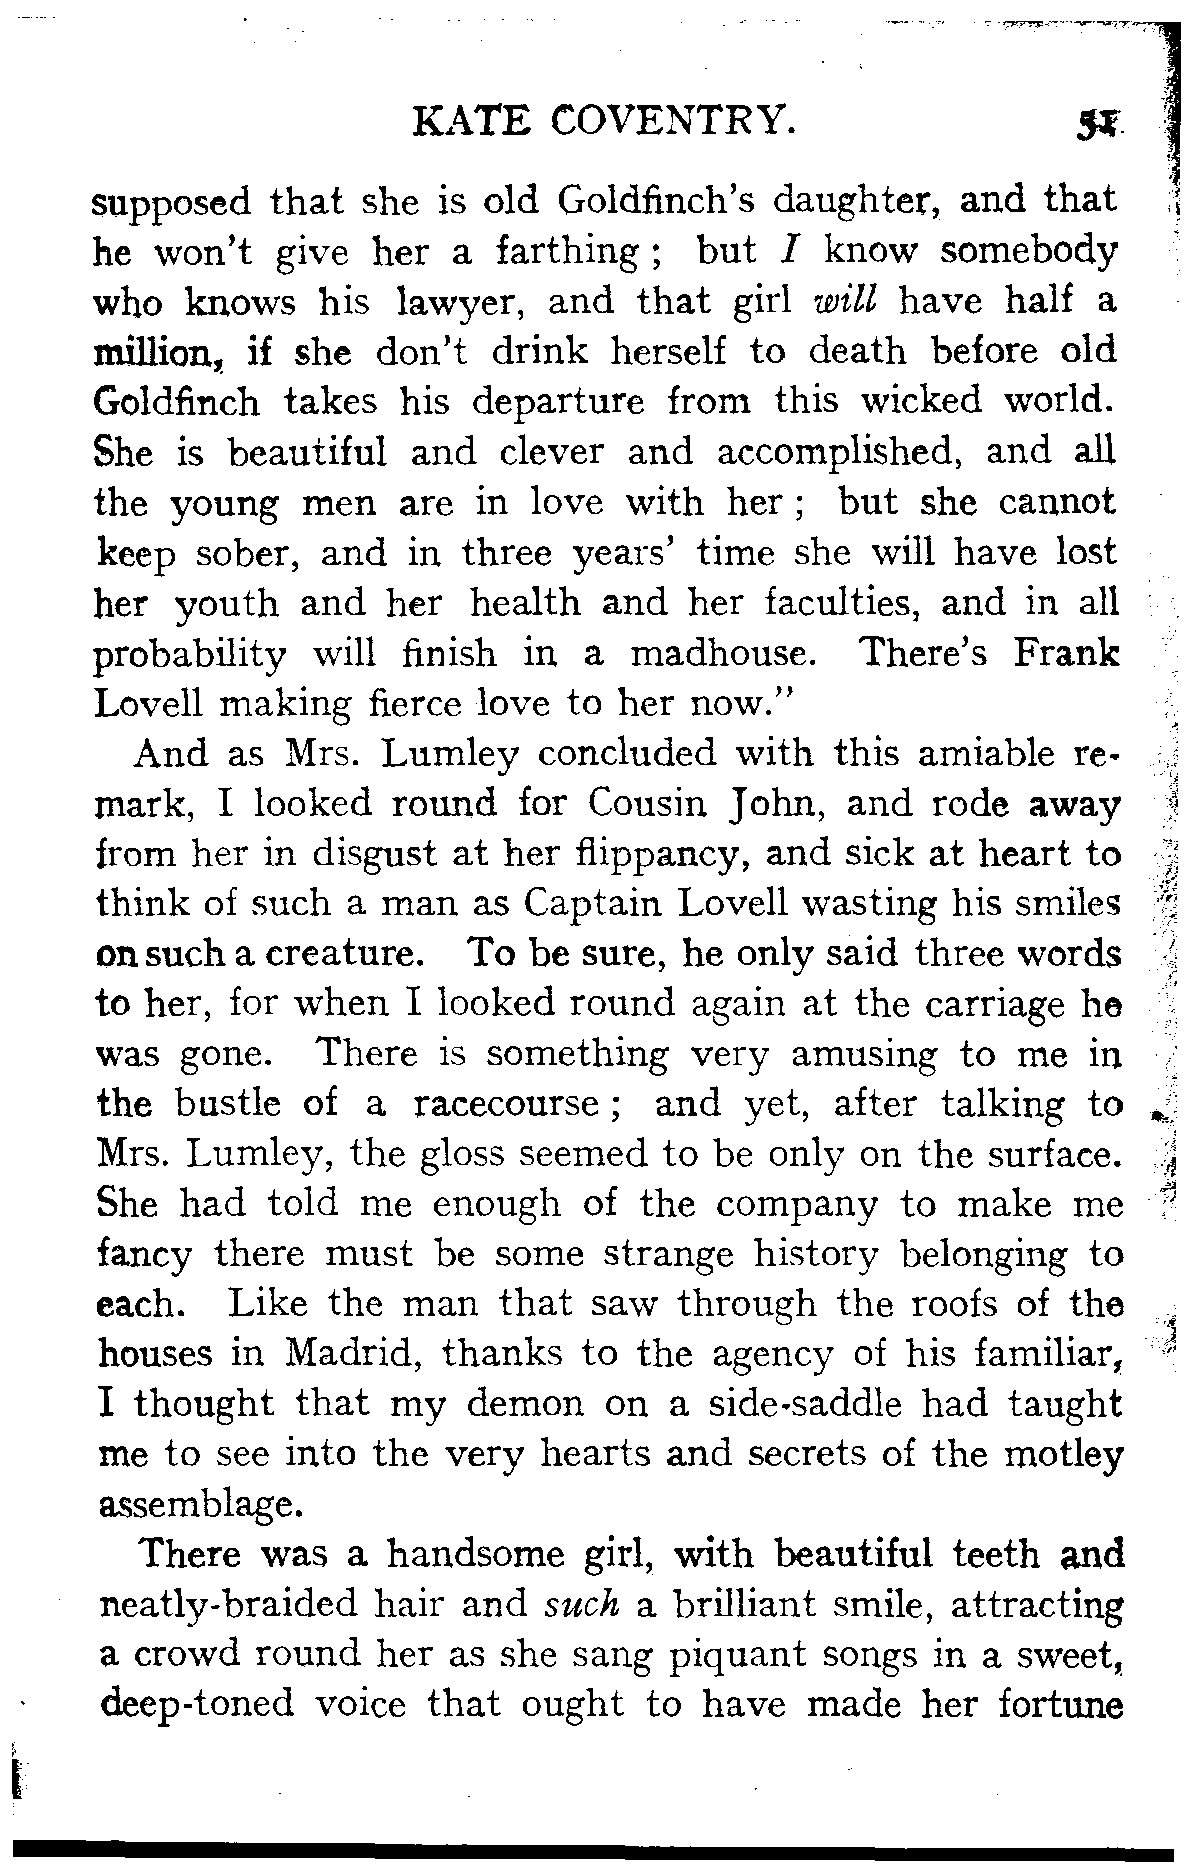 KATE COVENTRY. 51
supposed that she is old Goldfinch's daughter, and that
he won't give her a farthing ; but I know somebody
who knows his lawyer, and that girl will have half a
million, if she don't drink herself to death before old
Goldfinch takes his departure from this wicked world.
She is beautiful and clever and accomplished, and all
the young men are in love with her ; but she cannot
keep sober, and in three years' time she will have lost
her youth and her health and her faculties, and in all
probability will finish in a madhouse. There's Frank
Lovell making fierce love to her now."
And as Mrs. Lumley concluded with this amiable re-
mark, I looked round for Cousin John, and rode away
from her in disgust at her flippancy, and sick at heart to
think of such a man as Captain Lovell wasting his smiles
on such a creature. To be sure, he only said three words
to her, for when I looked round again at the carriage he
was gone. There is something very amusing to me in
the bustle of a racecourse ; and yet, after talking to
Mrs. Lumley, the gloss seemed to be only on the surface.
She had told me enough of the company to make me
fancy there must be some strange history belonging to
each. Like the man that saw through the roofs of the
houses in Madrid, thanks to the agency of his familiar,
I thought that my demon on a side-saddle had taught
me to see into the very hearts and secrets of the motley
assemblage.
There was a handsome girl, with beautiful teeth and
neatly-braided hair and such a brilliant smile, attracting
a crowd round her as she sang piquant songs in a sweet,
deep-toned voice that ought to have made her fortune